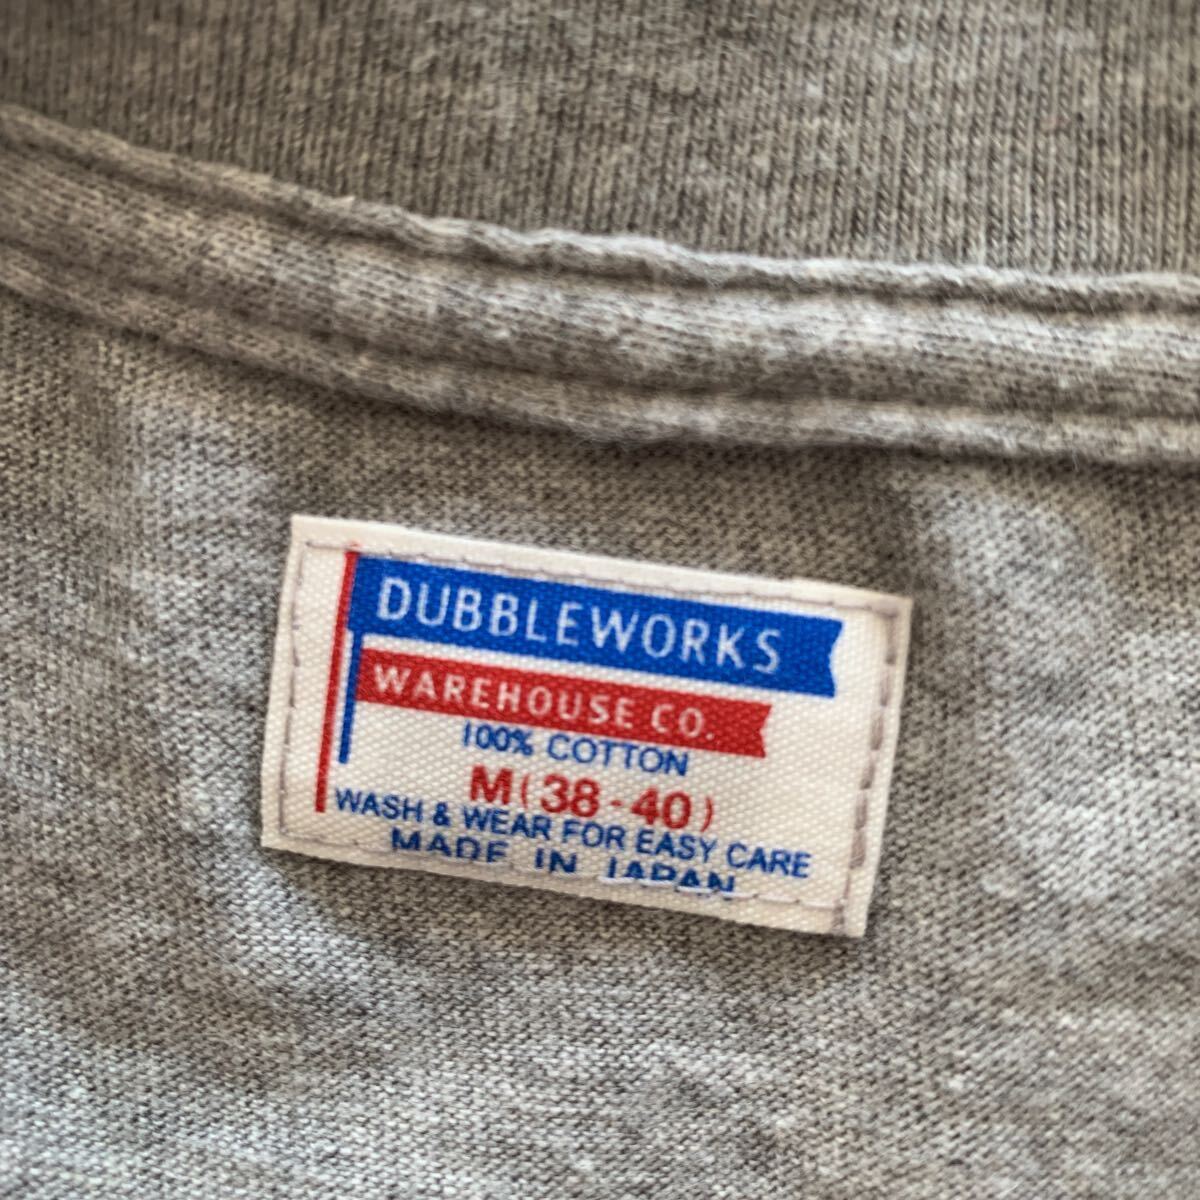 DUBBLEWORKS
WAREHOUSE CO.
100% COTTON
M(38-40)
WASH & WEAR FOR EASY CARE
MADE IN JAPAN